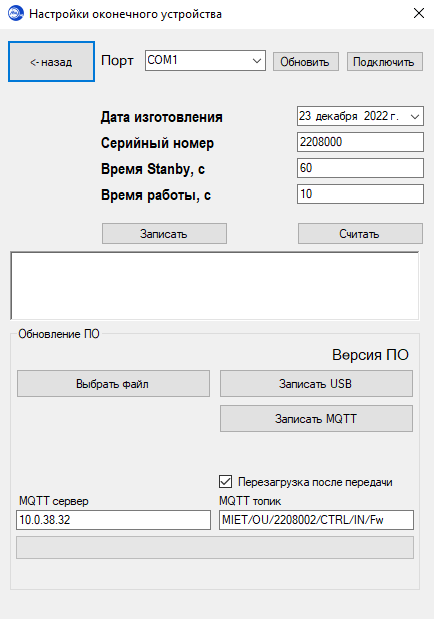 Настройки оконечного устройства
<- назад
Порт
COM1
Обновить
Подключить
Дата изготовления
23 декабря 2022 г.
Серийный номер
2208000
Время Stanby, с
60
Время работы, с
10
Записать
Считать
Обновление ПО
Версия ПО
Выбрать файл
Записать USB
Записать MQTT
Перезагрузка после передачи
MQTT сервер
MQTT топик
10.0.38.32
MIET/OU/2208002/CTRL/IN/Fw